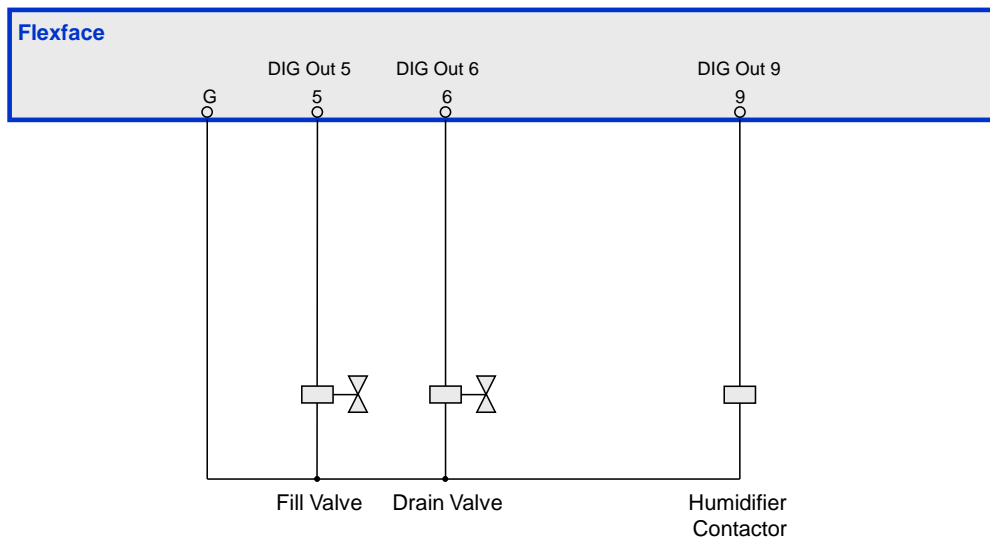 Flexface
DIG Out 5 DIG Out 6 DIG Out 9
G 5 6 9
Fill Valve Drain Valve Humidifier
Contactor